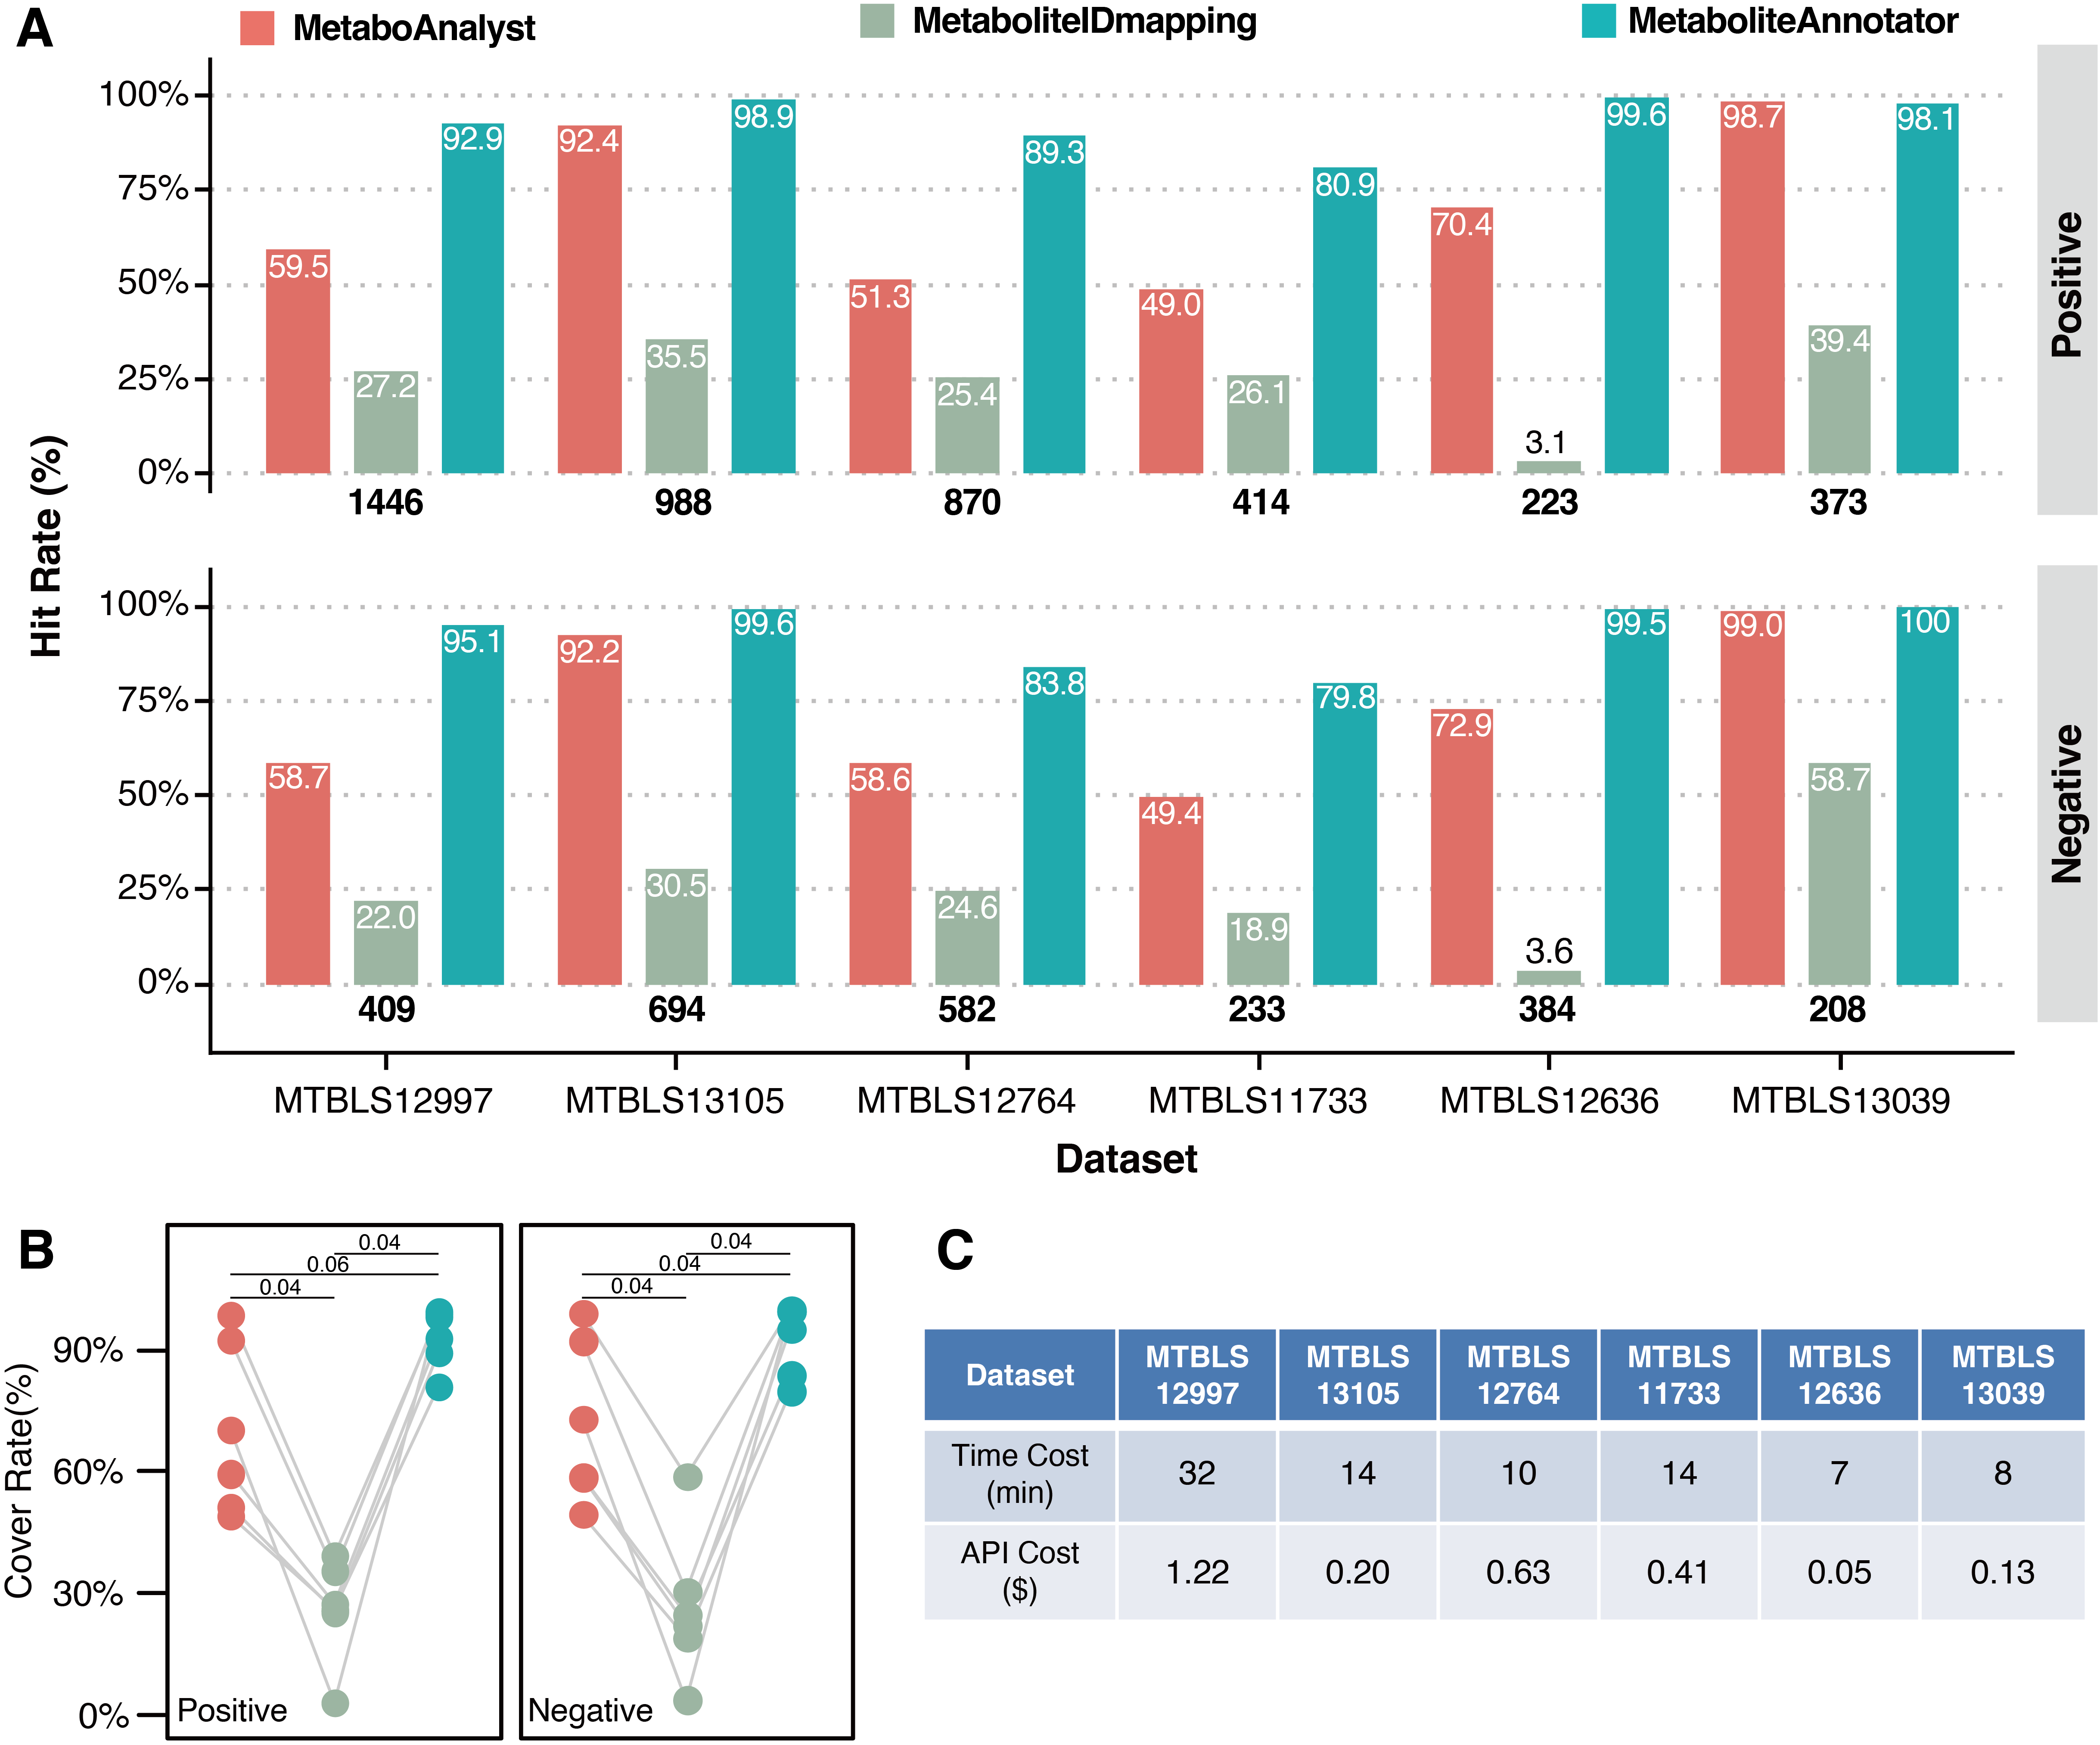 A
MetaboAnalyst MetaboliteIDmapping MetaboliteAnnotator
Hit Rate (%)
100%
75%
50%
25%
0%
59.5 27.2 92.9 92.4 35.5 98.9 51.3 25.4 89.3 49.0 26.1 80.9 70.4 3.1 99.6 98.7 39.4 98.1
1446 988 870 414 223 373
Positive
100%
75%
50%
25%
0%
58.7 22.0 95.1 92.2 30.5 99.6 58.6 24.6 83.8 49.4 18.9 79.8 72.9 3.6 99.5 99.0 58.7 100
409 694 582 233 384 208
Negative
MTBLS12997 MTBLS13105 MTBLS12764 MTBLS11733 MTBLS12636 MTBLS13039
Dataset
B
Cover Rate(%)
90%
60%
30%
0%
0.04
0.06
0.04
Positive
0.04
0.04
0.04
Negative
C
Dataset MTBLS 12997 MTBLS 13105 MTBLS 12764 MTBLS 11733 MTBLS 12636 MTBLS 13039
Time Cost (min) 32 14 10 14 7 8
API Cost ($) 1.22 0.20 0.63 0.41 0.05 0.13